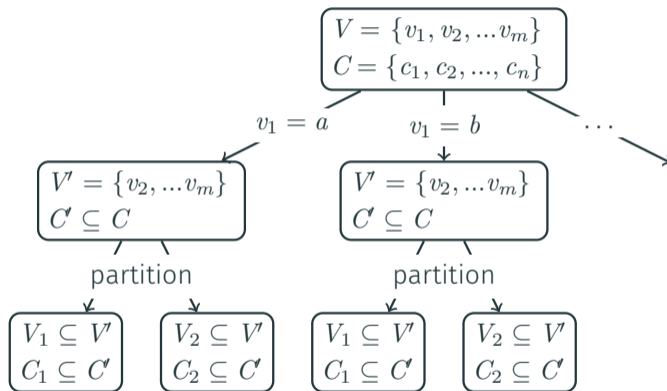 V = {v₁, v₂, ...vₘ}
C = {c₁, c₂, ..., cₙ}
v₁ = a
v₁ = b
...
V′ = {v₂, ...vₘ}
C′ ⊆ C
V′ = {v₂, ...vₘ}
C′ ⊆ C
partition
partition
V₁ ⊆ V′
C₁ ⊆ C′
V₂ ⊆ V′
C₂ ⊆ C′
V₁ ⊆ V′
C₁ ⊆ C′
V₂ ⊆ V′
C₂ ⊆ C′